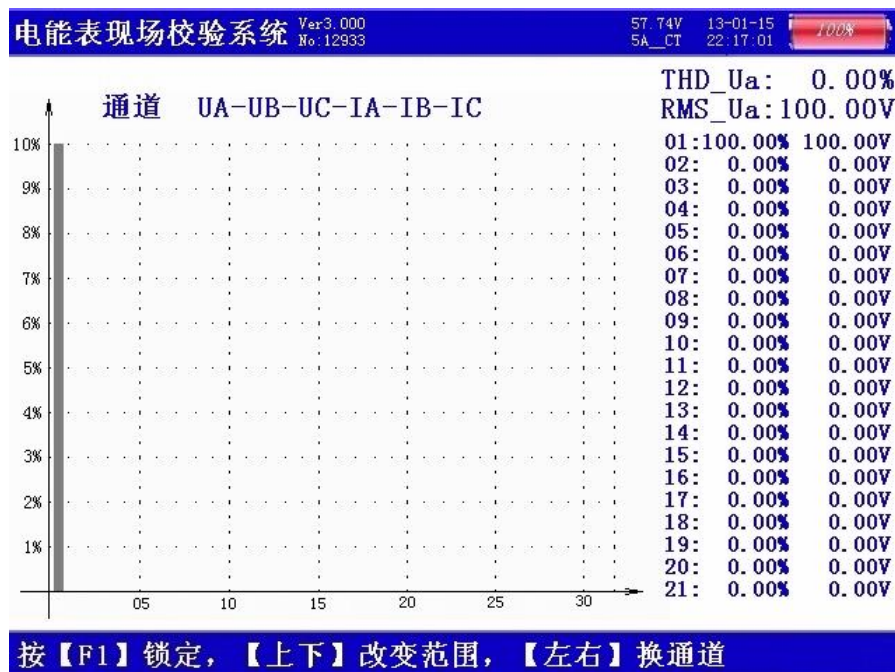 电能表现场校验系统 Ver3.000 No:12933 57.74V 5A__CT 13-01-15 22:17:01 100%
THD_Ua: 0.00%
RMS_Ua:100.00V
通道 UA-UB-UC-IA-IB-IC
10%
9%
8%
7%
6%
5%
4%
3%
2%
1%
05 10 15 20 25 30
01:100.00% 100.00V
02: 0.00% 0.00V
03: 0.00% 0.00V
04: 0.00% 0.00V
05: 0.00% 0.00V
06: 0.00% 0.00V
07: 0.00% 0.00V
08: 0.00% 0.00V
09: 0.00% 0.00V
10: 0.00% 0.00V
11: 0.00% 0.00V
12: 0.00% 0.00V
13: 0.00% 0.00V
14: 0.00% 0.00V
15: 0.00% 0.00V
16: 0.00% 0.00V
17: 0.00% 0.00V
18: 0.00% 0.00V
19: 0.00% 0.00V
20: 0.00% 0.00V
21: 0.00% 0.00V
按【F1】锁定，【上下】改变范围，【左右】换通道